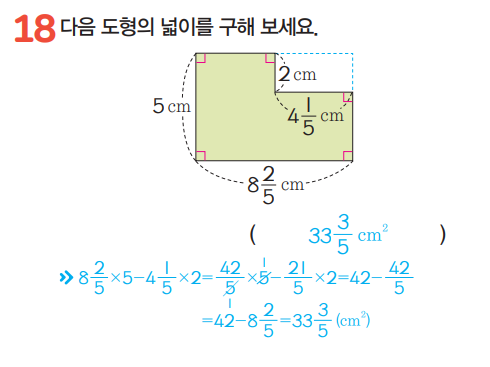 18 다음 도형의 넓이를 구해 보세요.
2 cm
5 cm
4 1/5 cm
8 2/5 cm
( 33 3/5 cm² )
» 8 2/5 × 5 - 4 1/5 × 2 = 42/5 × 5 - 21/5 × 2 = 42 - 42/5
1 1
= 42 - 8 2/5 = 33 3/5 (cm²)